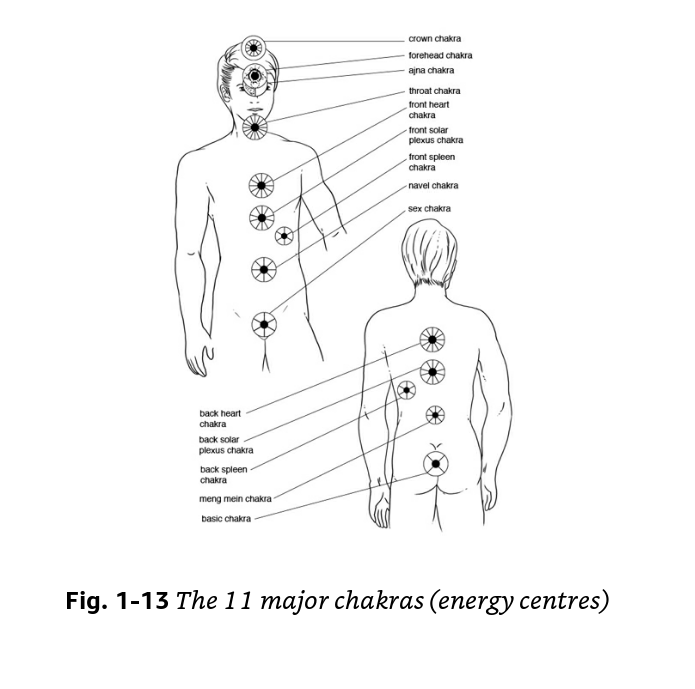 crown chakra
forehead chakra
ajna chakra
throat chakra
front heart
chakra
front solar
plexus chakra
front spleen
chakra
navel chakra
sex chakra
back heart
chakra
back solar
plexus chakra
back spleen
chakra
meng mein chakra
basic chakra
Fig. 1-13 The 11 major chakras (energy centres)